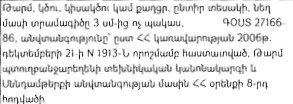 Թարմ, կծու, կիսակծու կամ քաղցր. ընտիր տեսակի. նեղ
մասի տրամագիծը 3 սմ-ից ոչ պակաս, ԳՕՍՏ 27166-
86. անվտանգությունը՝ ըստ ՀՀ կառավարության 2006թ.
դեկտեմբերի 21-ի N 1913-Ն որոշմամբ հաստատված, Թարմ
պտուղբանջարեղենի տեխնիկական կանոնակարգի և
Սննդամթերքի անվտանգության մասին ՀՀ օրենքի 8-րդ
հոդվածի